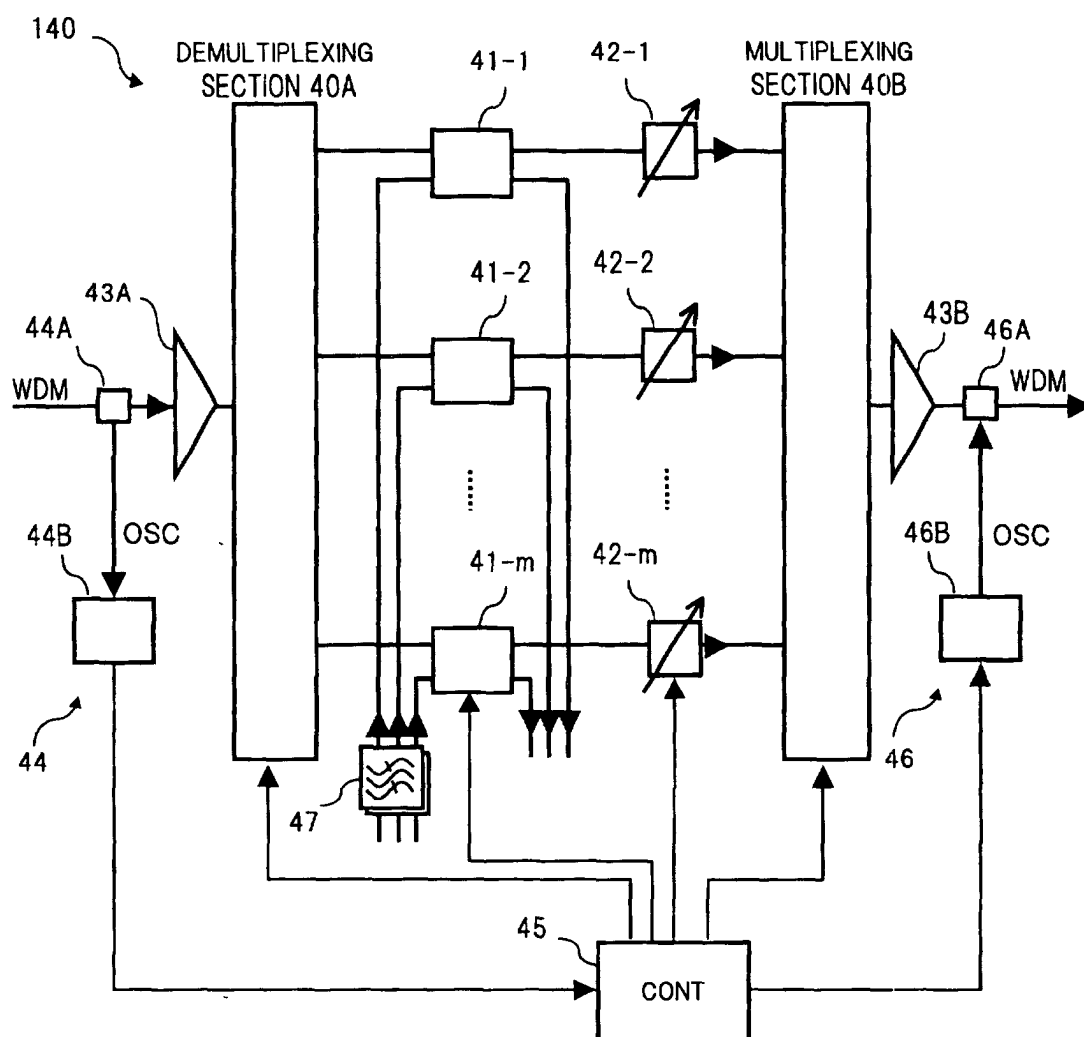 140
DEMULTIPLEXING
SECTION 40A
41-1
42-1
MULTIPLEXING
SECTION 40B
41-2
42-2
43A
44A
43B
46A
WDM
WDM
44B
OSC
41-m
42-m
46B
OSC
44
47
46
45
CONT